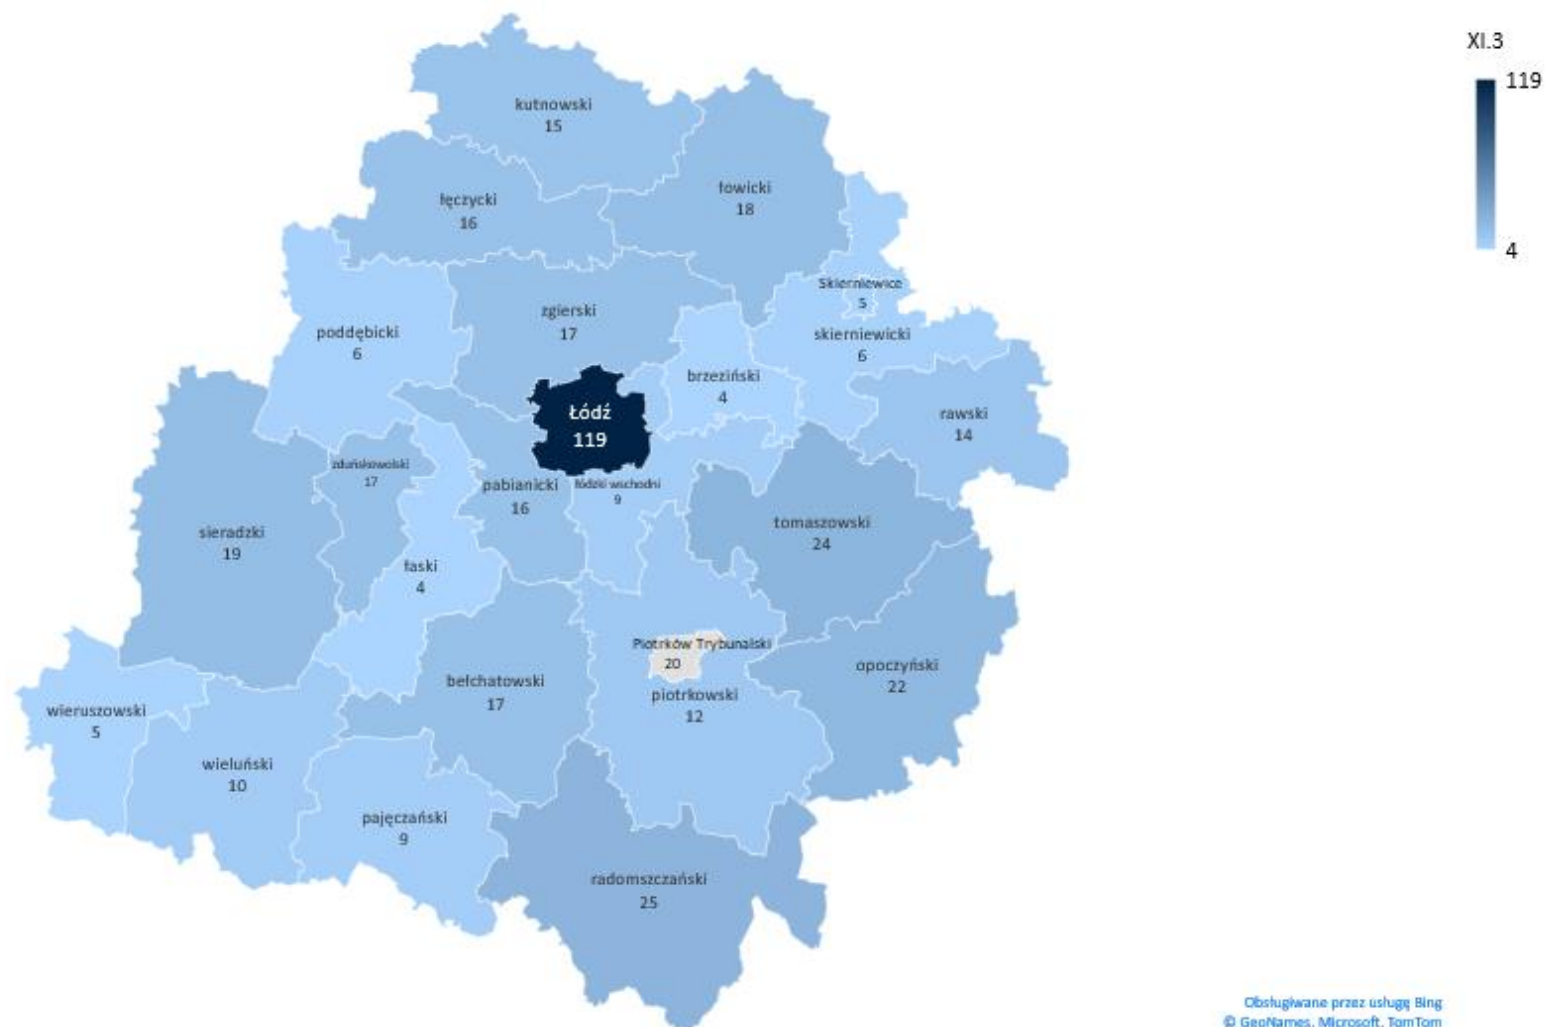 XI.3
119
4
kutnowski
15
łęczycki
16
łowicki
18
Skierniewice
5
skierniewicki
6
zgierski
17
poddębicki
6
brzeziński
4
rawski
14
Łódź
119
zduńskowolski
17
pabianicki
16
łódzki wschodni
9
sieradzki
19
tomaszowski
24
łaski
4
Piotrków Trybunalski
20
opoczyński
22
bełchatowski
17
piotrkowski
12
wieruszowski
5
wieluński
10
pajęczański
9
radomszczański
25
Obsługiwane przez usługę Bing
© GeoNames, Microsoft, TomTom